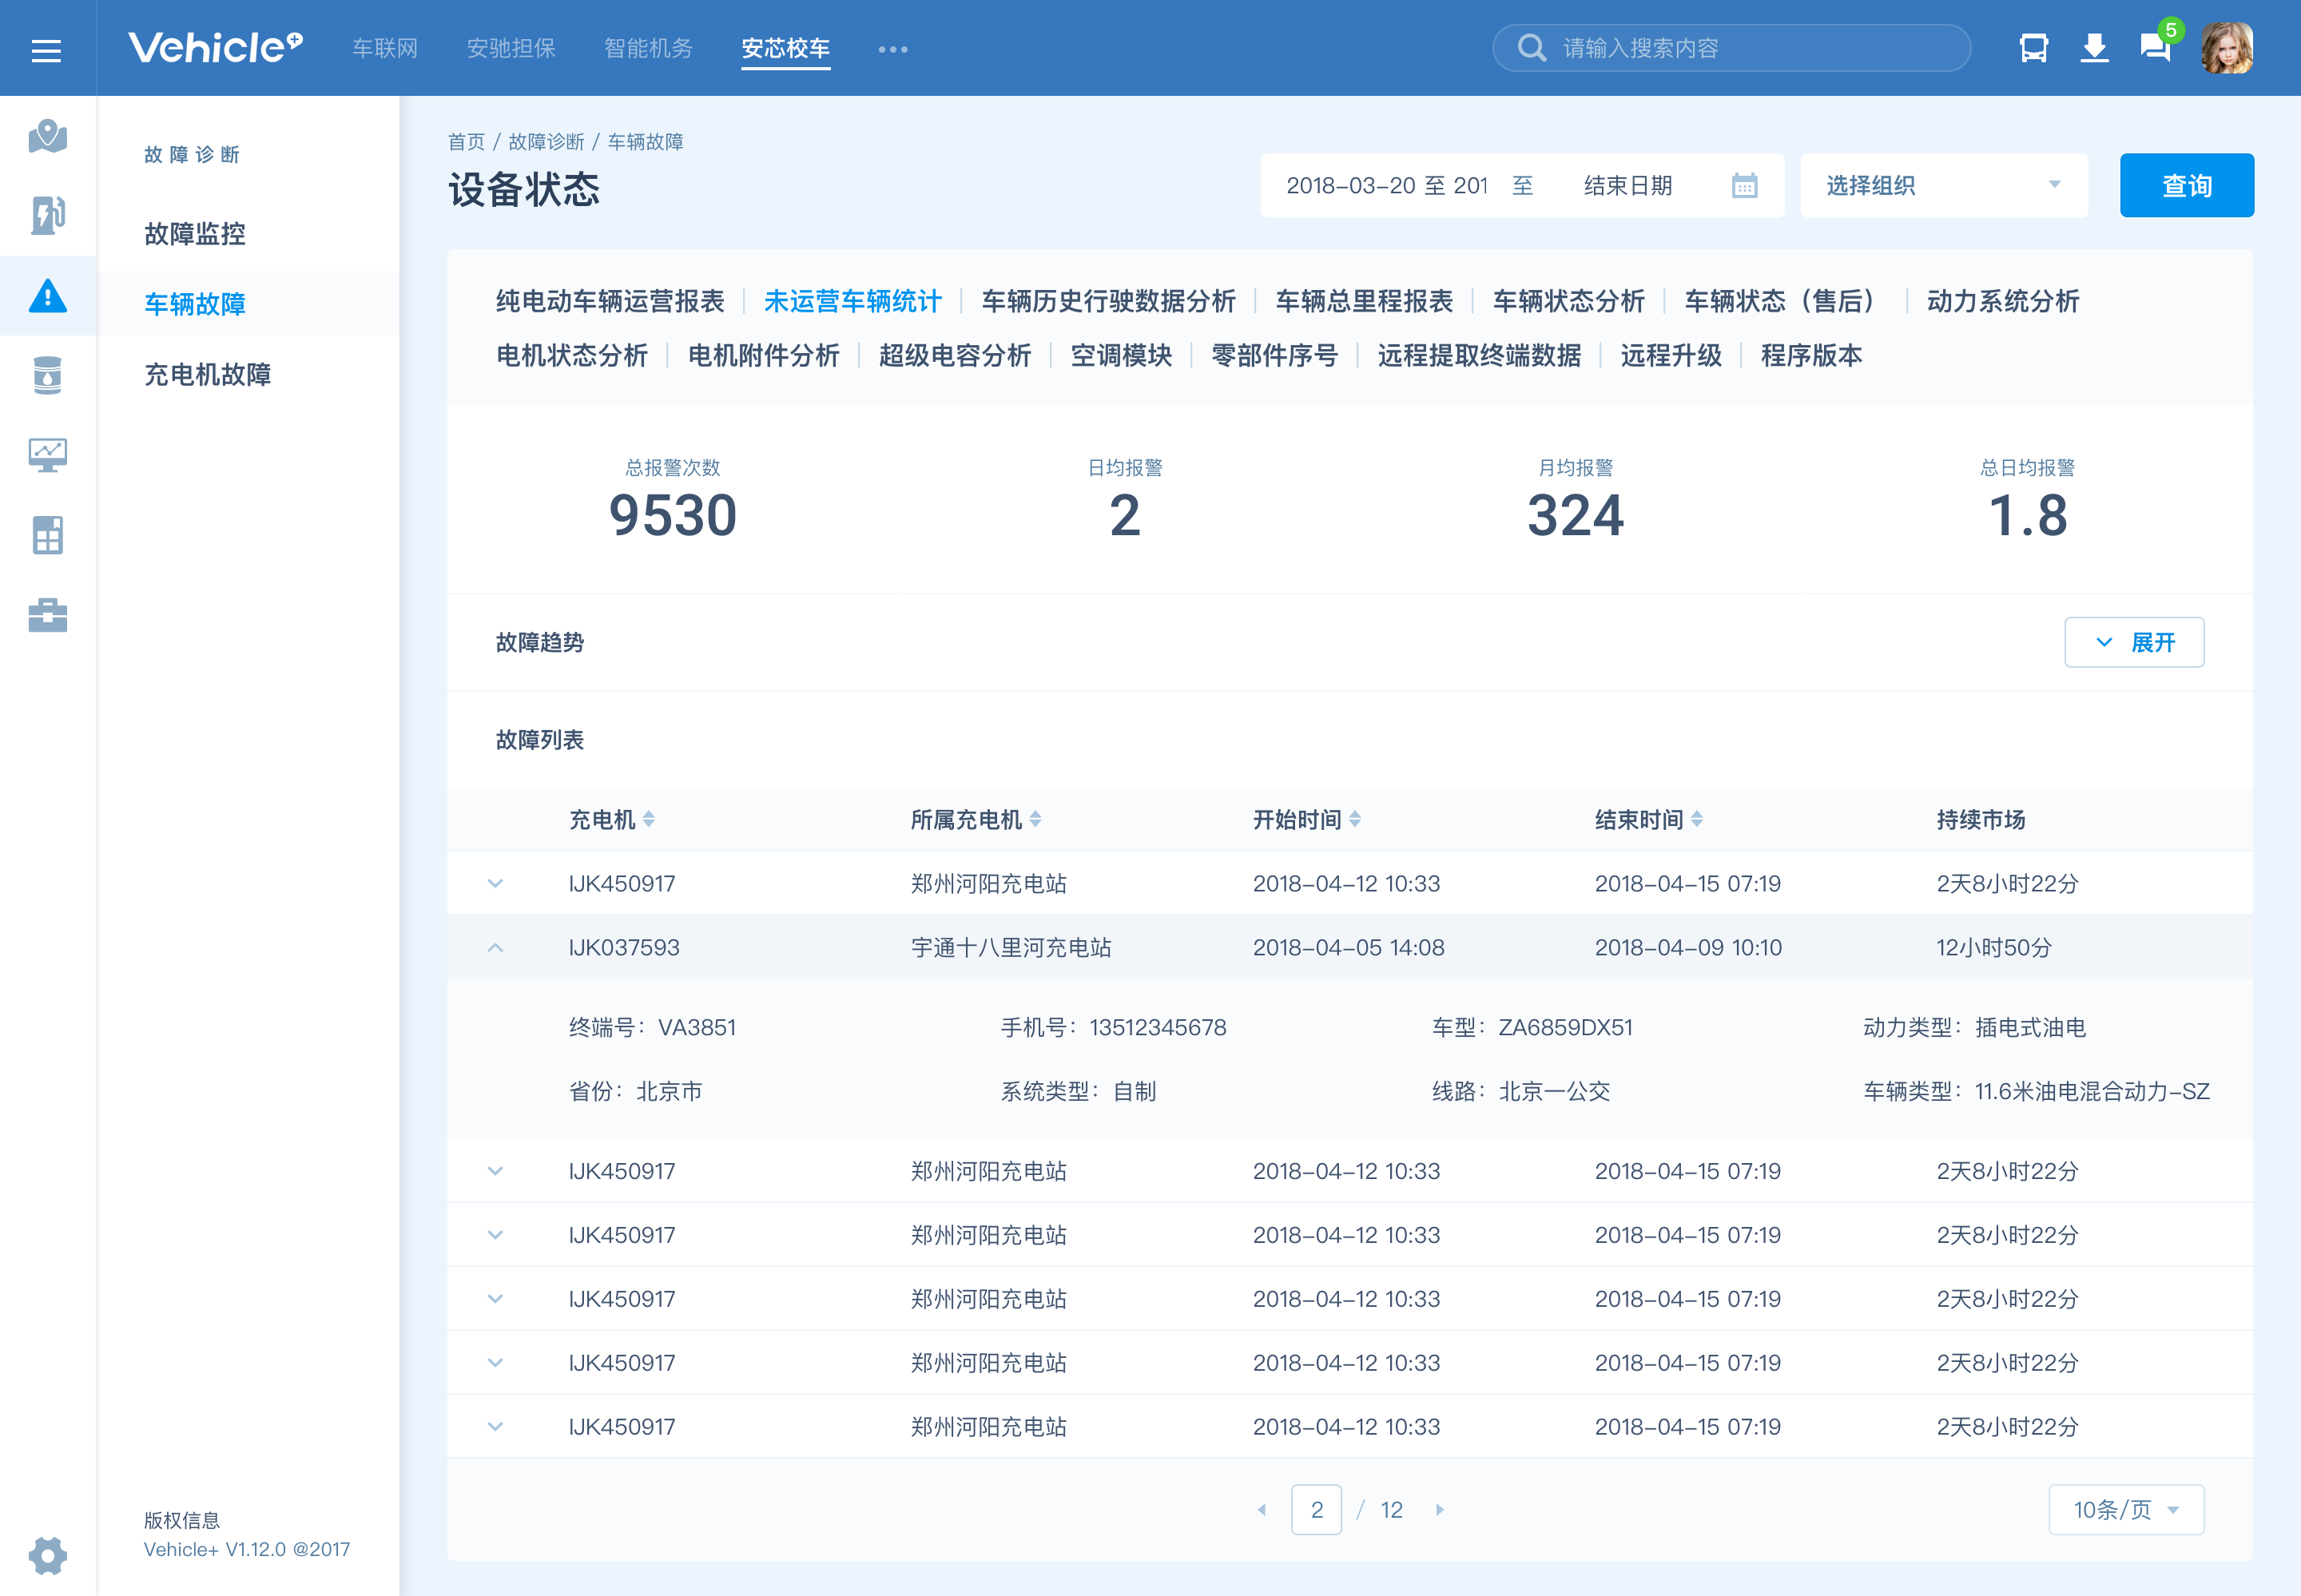 Vehicle+ 车联网 安驰担保 智能机务 安芯校车 ••• 请输入搜索内容 5
故障诊断
故障监控
车辆故障
充电机故障
版权信息
Vehicle+ V1.12.0 @2017
首页 / 故障诊断 / 车辆故障
设备状态
2018-03-20 至 201 至 结束日期 选择组织 查询
纯电动车辆运营报表 | 未运营车辆统计 | 车辆历史行驶数据分析 | 车辆总里程报表 | 车辆状态分析 | 车辆状态（售后） | 动力系统分析
电机状态分析 | 电机附件分析 | 超级电容分析 | 空调模块 | 零部件序号 | 远程提取终端数据 | 远程升级 | 程序版本
总报警次数 日均报警 月均报警 总日均报警
9530 2 324 1.8
故障趋势 展开
故障列表
充电机 所属充电机 开始时间 结束时间 持续市场
IJK450917 郑州河阳充电站 2018-04-12 10:33 2018-04-15 07:19 2天8小时22分
IJK037593 宇通十八里河充电站 2018-04-05 14:08 2018-04-09 10:10 12小时50分
终端号：VA3851 手机号：13512345678 车型：ZA6859DX51 动力类型：插电式油电
省份：北京市 系统类型：自制 线路：北京一公交 车辆类型：11.6米油电混合动力-SZ
IJK450917 郑州河阳充电站 2018-04-12 10:33 2018-04-15 07:19 2天8小时22分
IJK450917 郑州河阳充电站 2018-04-12 10:33 2018-04-15 07:19 2天8小时22分
IJK450917 郑州河阳充电站 2018-04-12 10:33 2018-04-15 07:19 2天8小时22分
IJK450917 郑州河阳充电站 2018-04-12 10:33 2018-04-15 07:19 2天8小时22分
IJK450917 郑州河阳充电站 2018-04-12 10:33 2018-04-15 07:19 2天8小时22分
2 / 12 10条/页